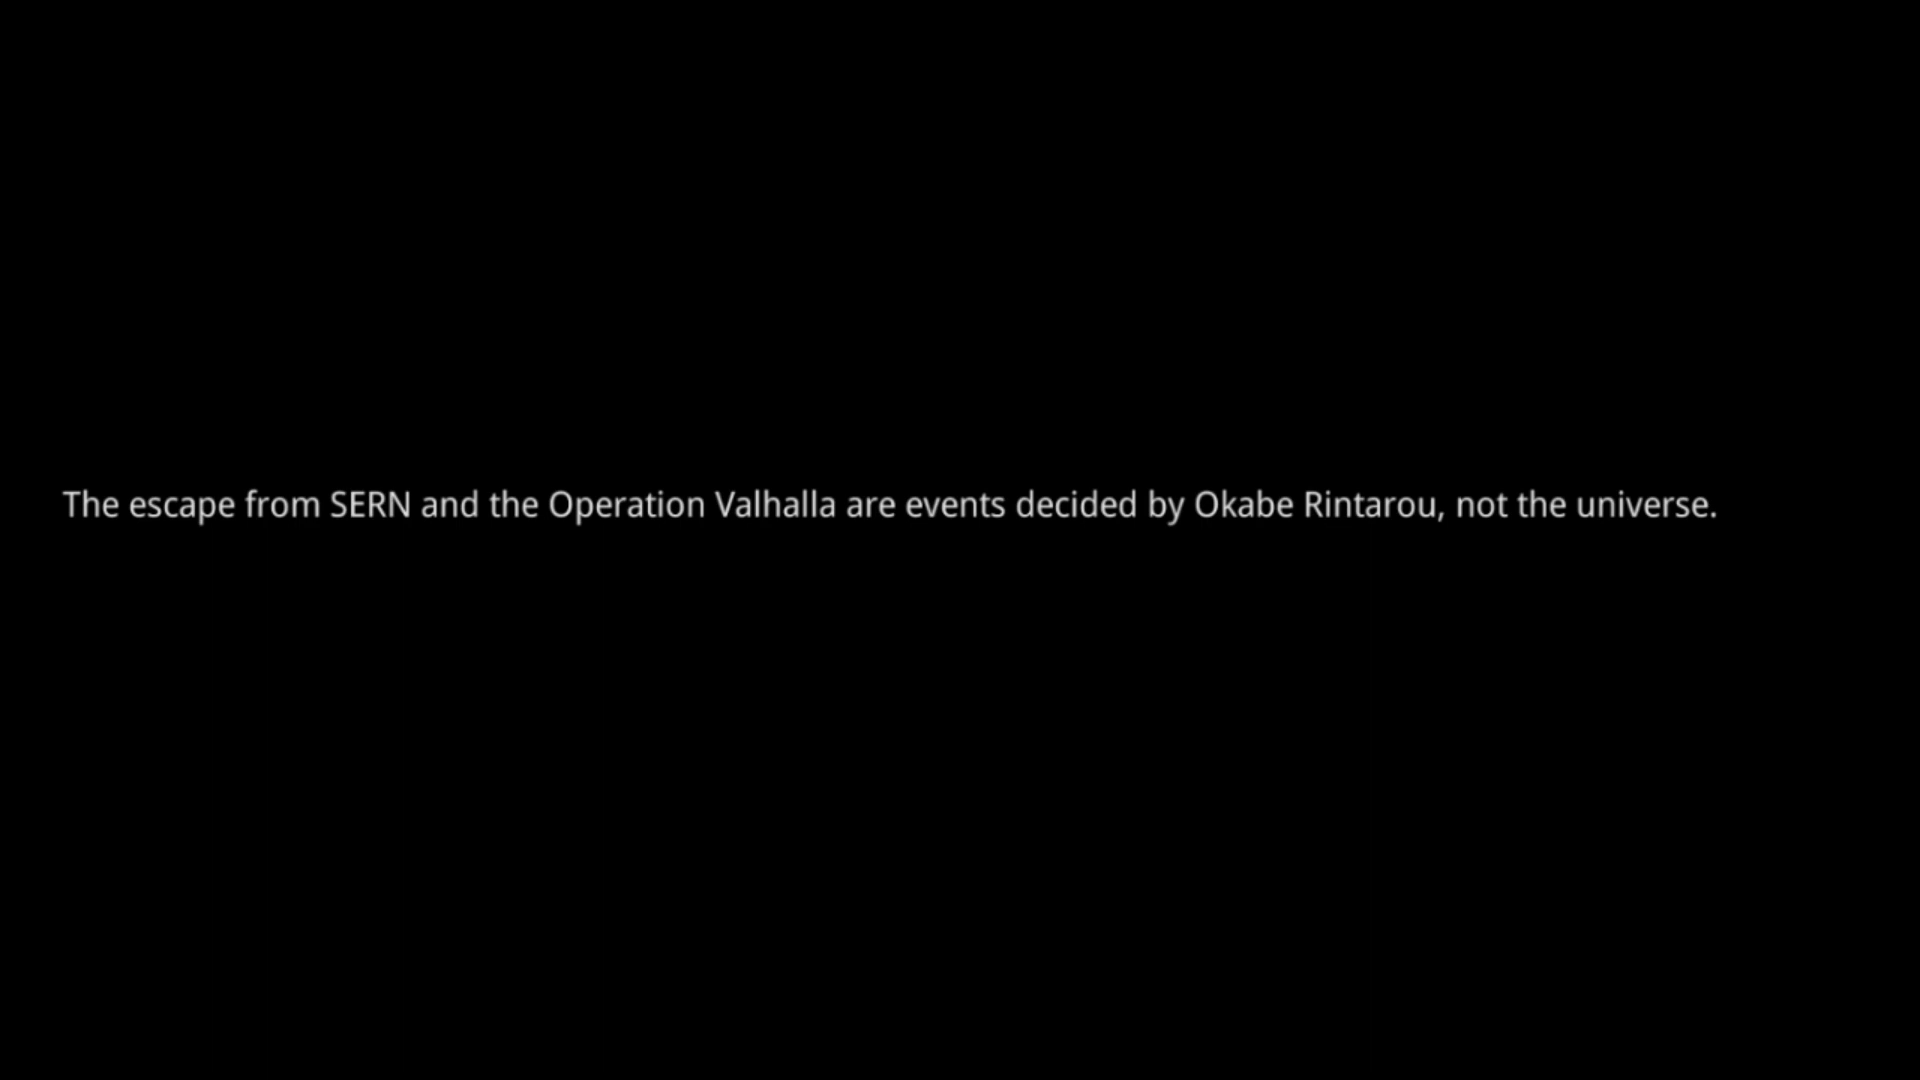 The escape from SERN and the Operation Valhalla are events decided by Okabe Rintarou, not the universe.